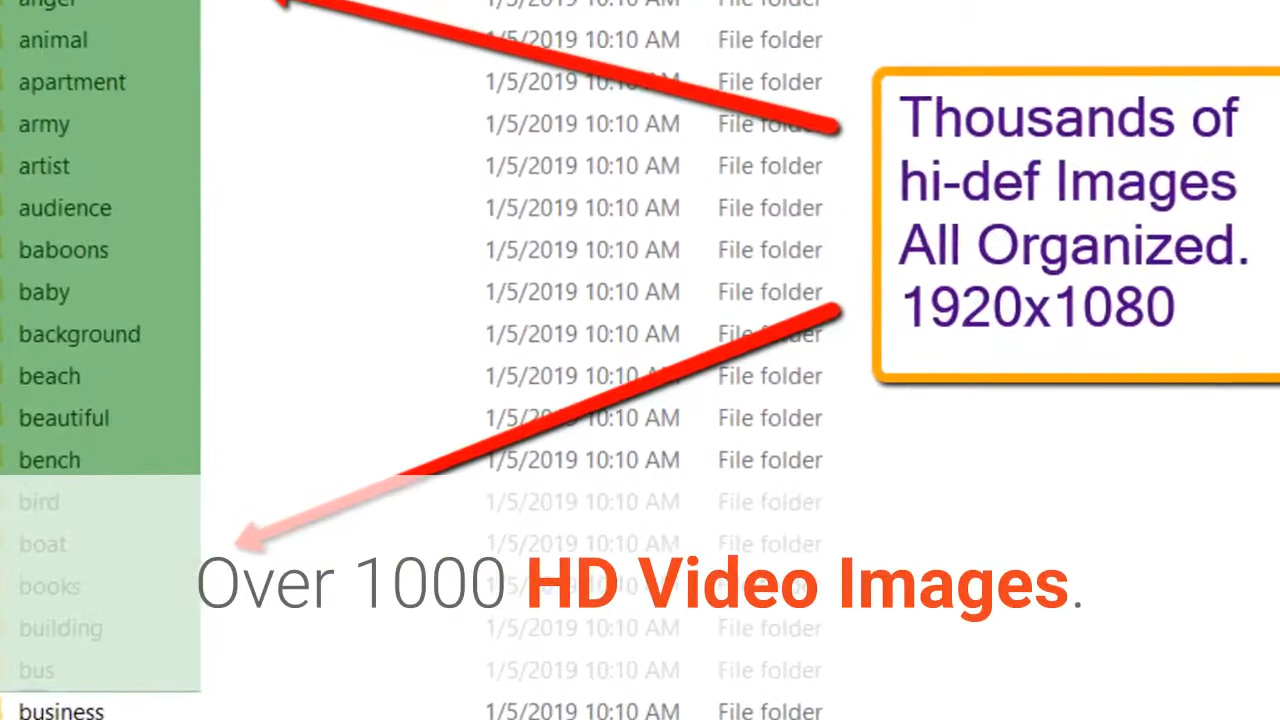 anger 1/5/2019 10:10 AM File folder
animal 1/5/2019 10:10 AM File folder
apartment 1/5/2019 10:10 AM File folder
army 1/5/2019 10:10 AM File folder
artist 1/5/2019 10:10 AM File folder
audience 1/5/2019 10:10 AM File folder
baboons 1/5/2019 10:10 AM File folder
baby 1/5/2019 10:10 AM File folder
background 1/5/2019 10:10 AM File folder
beach 1/5/2019 10:10 AM File folder
beautiful 1/5/2019 10:10 AM File folder
bench 1/5/2019 10:10 AM File folder
bird 1/5/2019 10:10 AM File folder
boat 1/5/2019 10:10 AM File folder
books
building 1/5/2019 10:10 AM File folder
bus 1/5/2019 10:10 AM File folder
business 1/5/2019 10:10 AM File folder
Thousands of
hi-def Images
All Organized.
1920x1080
Over 1000 HD Video Images.